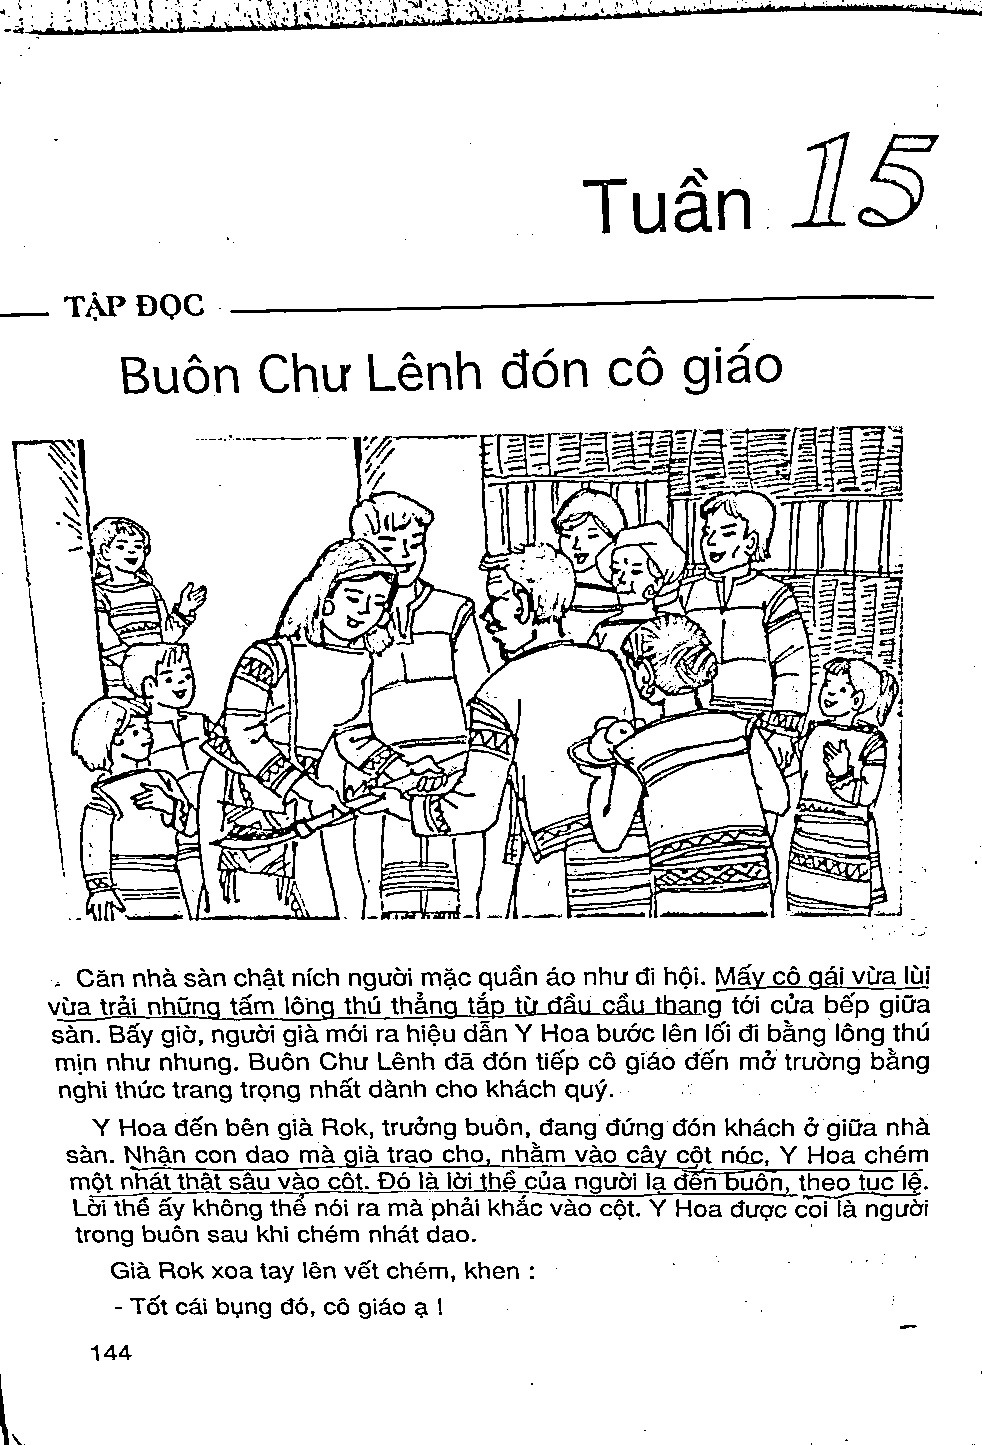 Tuần 15
TẬP ĐỌC
Buôn Chư Lênh đón cô giáo
Căn nhà sàn chật ních người mặc quần áo như đi hội. Mấy cô gái vừa lùi
vừa trải những tấm lông thú thẳng tắp từ đầu cầu thang tới cửa bếp giữa
sàn. Bấy giờ, người già mới ra hiệu dẫn Y Hoa bước lên lối đi bằng lông thú
mịn như nhung. Buôn Chư Lênh đã đón tiếp cô giáo đến mở trường bằng
nghi thức trang trọng nhất dành cho khách quý.
Y Hoa đến bên già Rok, trưởng buôn, đang đứng đón khách ở giữa nhà
sàn. Nhận con dao mà già trao cho, nhằm vào cây cột nóc, Y Hoa chém
một nhát thật sâu vào cột. Đó là lời thề của người lạ đến buôn, theo tục lệ.
Lời thề ấy không thể nói ra mà phải khắc vào cột. Y Hoa được coi là người
trong buôn sau khi chém nhát dao.
Già Rok xoa tay lên vết chém, khen :
- Tốt cái bụng đó, cô giáo ạ !
144